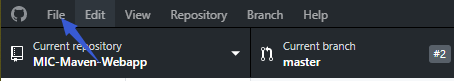 File Edit View Repository Branch Help
Current repository Current branch
MIC-Maven-Webapp master #2